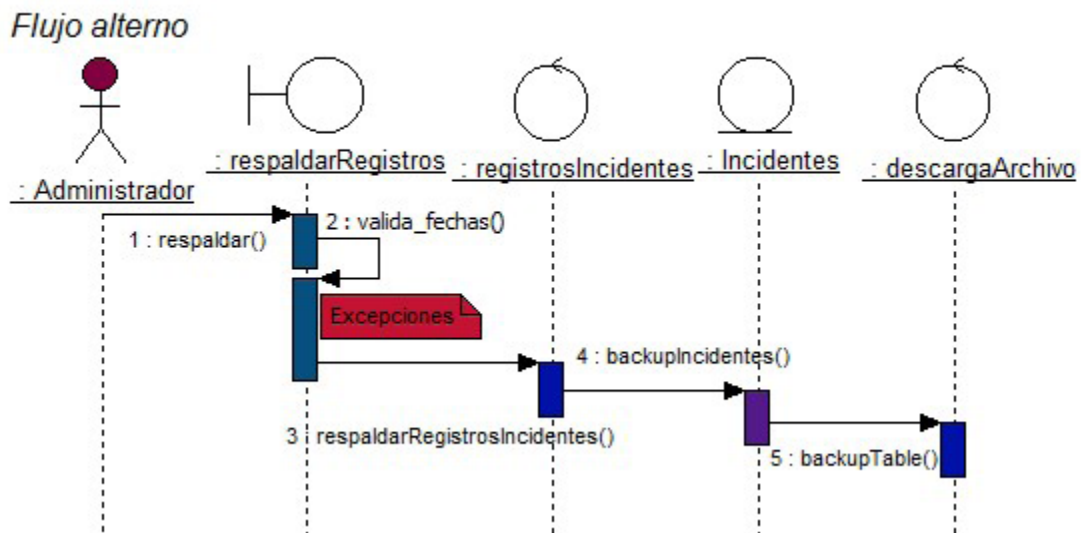 Flujo alterno
: respaldarRegistros
: registrosIncidentes
: Incidentes
: descargaArchivo
: Administrador
1 : respaldar()
2 : valida_fechas()
Excepciones
4 : backupIncidentes()
3 : respaldarRegistrosIncidentes()
5 : backupTable()